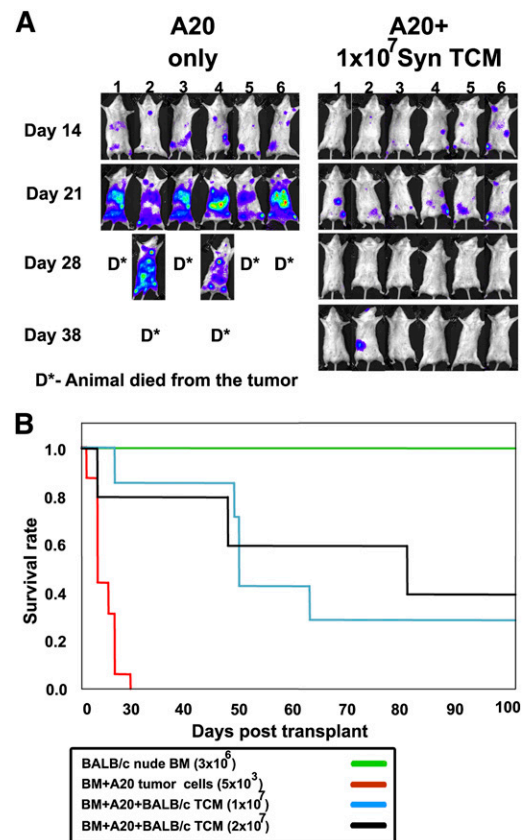 A
A20
only
A20+
1x10⁷Syn TCM
1 2 3 4 5 6
1 2 3 4 5 6
Day 14
Day 21
Day 28
D* D* D* D*
Day 38
D* D*
D*- Animal died from the tumor
B
Survival rate
1.0
0.8
0.6
0.4
0.2
0.0
0 30 40 50 60 70 80 90 100
Days post transplant
BALB/c nude BM (3x10⁶)
BM+A20 tumor cells (5x10³)
BM+A20+BALB/c TCM (1x10⁷)
BM+A20+BALB/c TCM (2x10⁷)